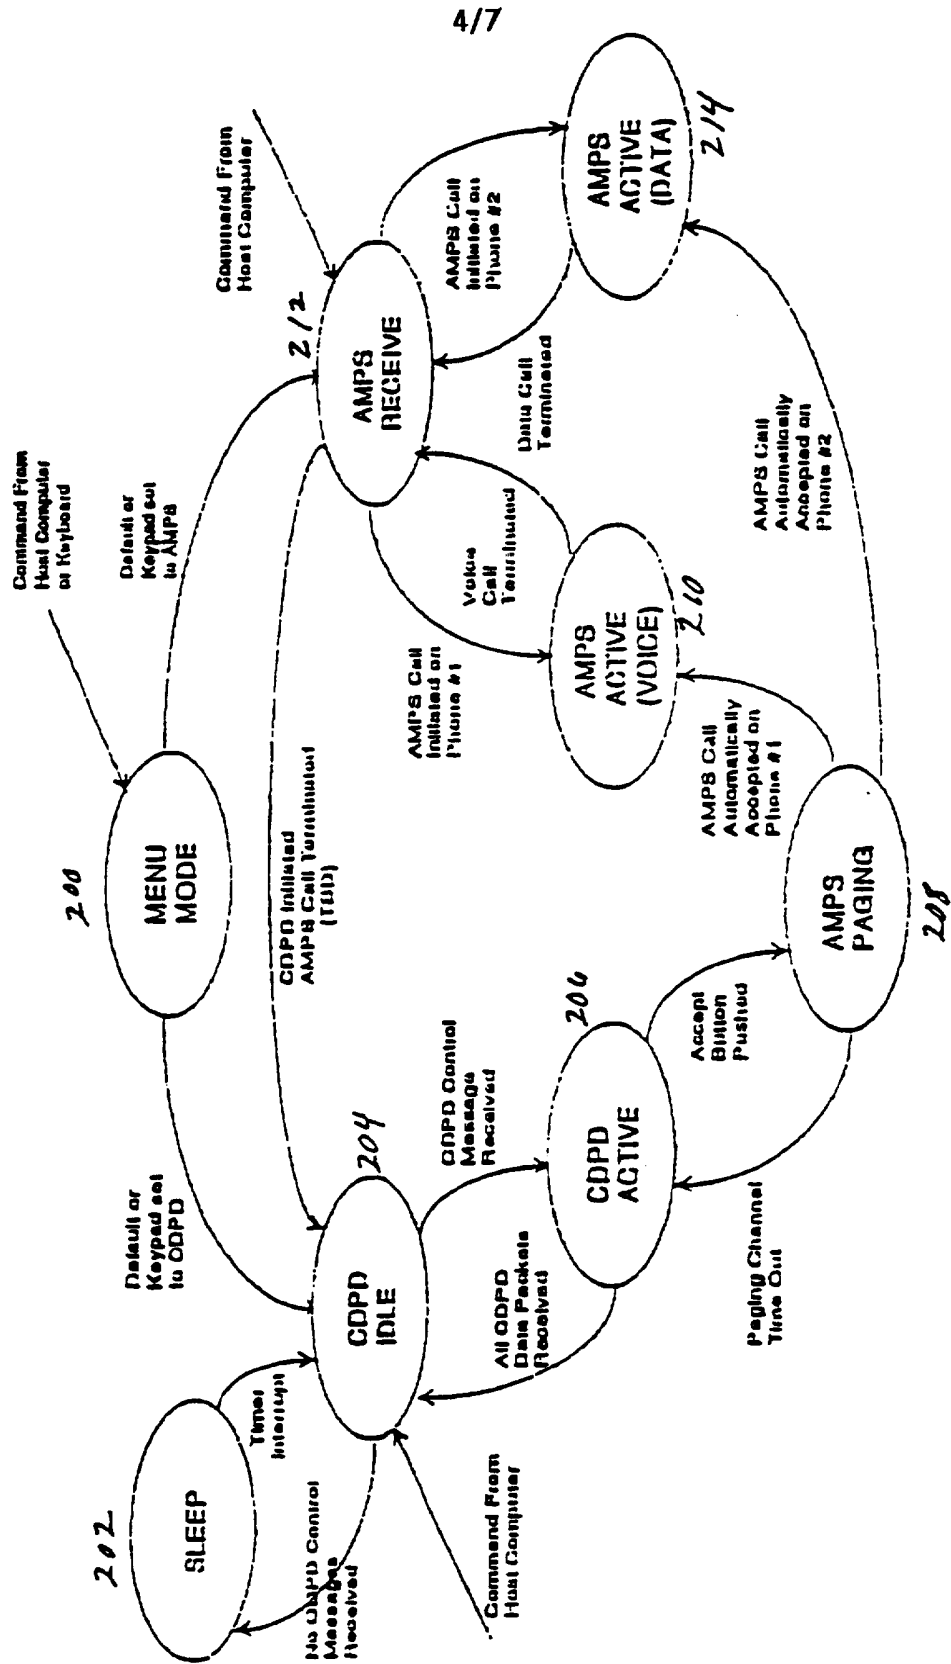 4/7
Command From
Host Computer
or Keyboard
200
MENU
MODE
Default or
Keypad set
to CDPD
Default or
Keypad set
to AMPS
Command From
Host Computer
202
SLEEP
Timer
Interrupt
No CDPD Control
Messages
Received
204
CDPD
IDLE
CDPD Initiated
AMPS Call Terminated
(TBD)
212
AMPS
RECEIVE
Command From
Host Computer
All CDPD
Data Packets
Received
CDPD Control
Message
Received
AMPS Call
Initiated on
Phone #1
Voice
Call
Terminated
Data Call
Terminated
AMPS Call
Initiated on
Phone #2
206
CDPD
ACTIVE
AMPS
ACTIVE
(VOICE)
210
AMPS
ACTIVE
(DATA)
214
Accept
Button
Pushed
AMPS Call
Automatically
Accepted on
Phone #1
AMPS Call
Automatically
Accepted on
Phone #2
Paging Channel
Time Out
AMPS
PAGING
208